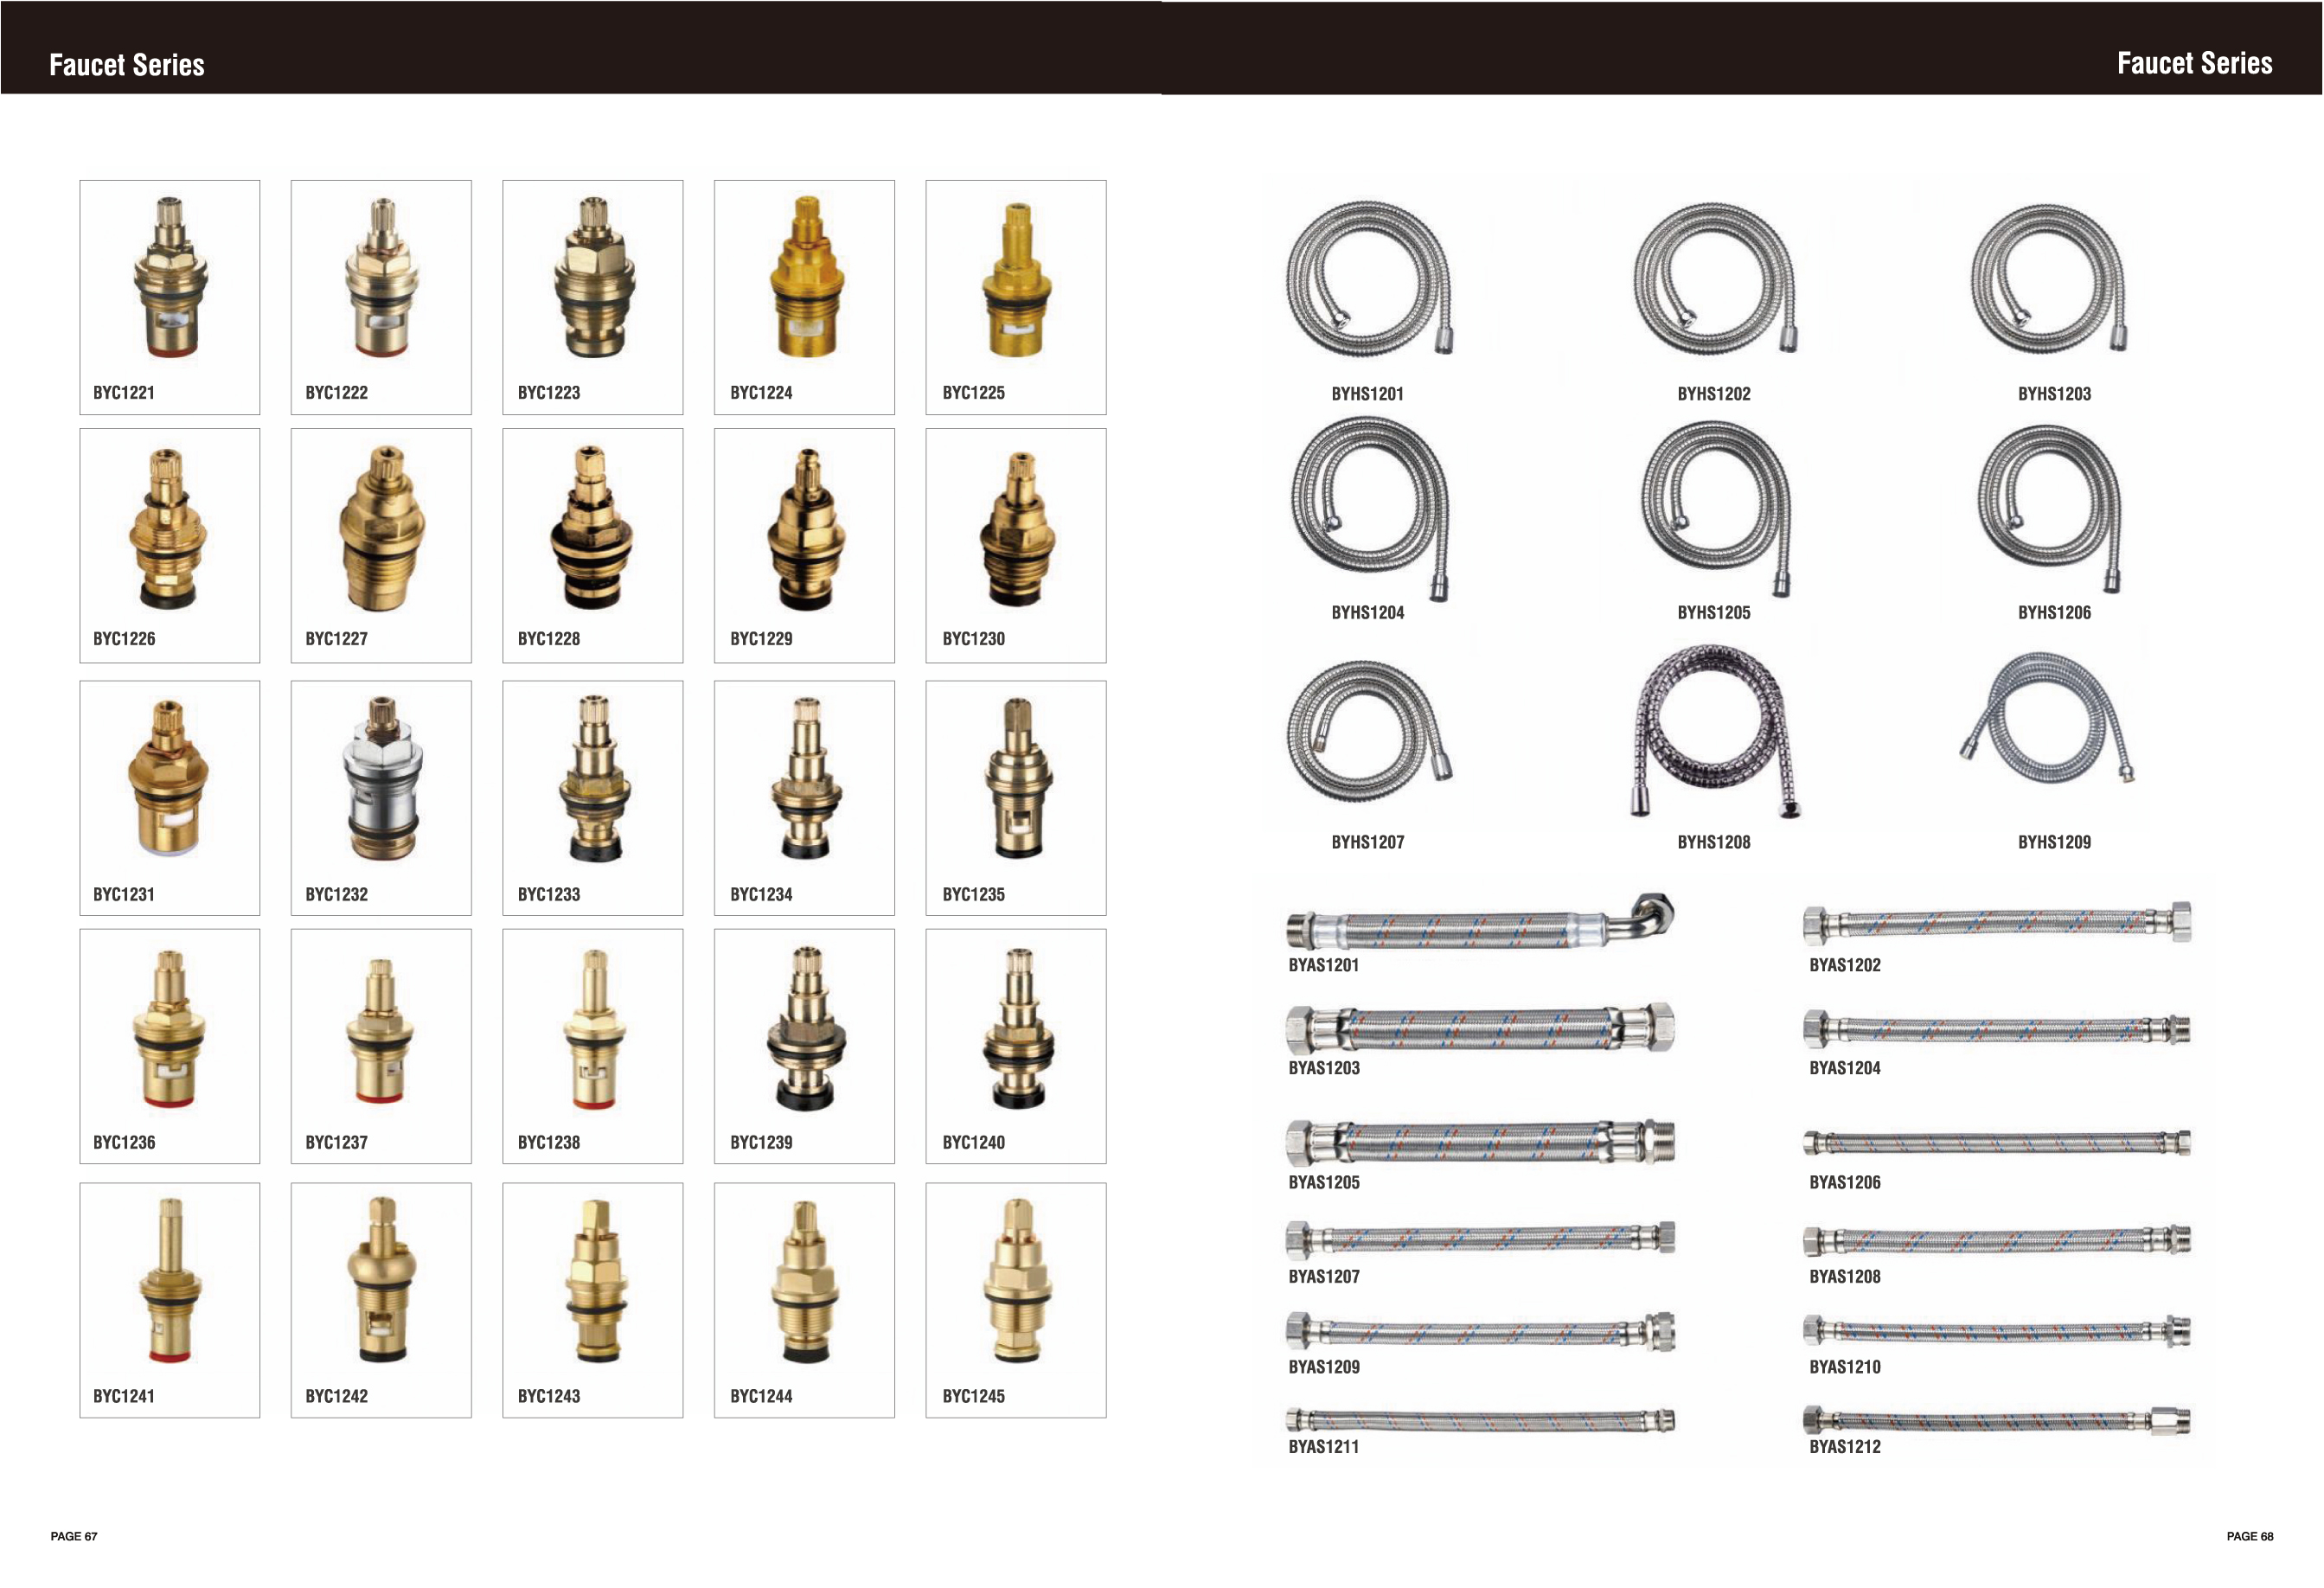 Faucet Series
BYC1221 BYC1222 BYC1223 BYC1224 BYC1225
BYC1226 BYC1227 BYC1228 BYC1229 BYC1230
BYC1231 BYC1232 BYC1233 BYC1234 BYC1235
BYC1236 BYC1237 BYC1238 BYC1239 BYC1240
BYC1241 BYC1242 BYC1243 BYC1244 BYC1245
PAGE 67
Faucet Series
BYHS1201 BYHS1202 BYHS1203
BYHS1204 BYHS1205 BYHS1206
BYHS1207 BYHS1208 BYHS1209
BYAS1201 BYAS1202
BYAS1203 BYAS1204
BYAS1205 BYAS1206
BYAS1207 BYAS1208
BYAS1209 BYAS1210
BYAS1211 BYAS1212
PAGE 68